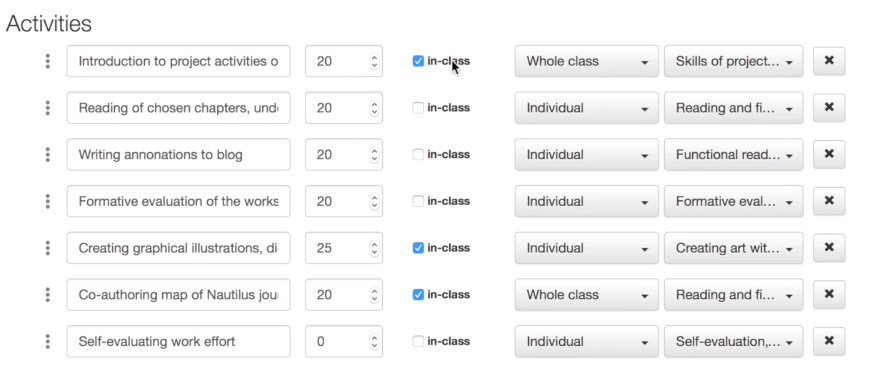 Activities
Introduction to project activities o 20 in-class Whole class Skills of project...
Reading of chosen chapters, und 20 in-class Individual Reading and fi...
Writing annonations to blog 20 in-class Individual Functional read...
Formative evaluation of the works 20 in-class Individual Formative eval...
Creating graphical illustrations, di 25 in-class Individual Creating art wit...
Co-authoring map of Nautilus jou 20 in-class Whole class Reading and fi...
Self-evaluating work effort 0 in-class Individual Self-evaluation,...